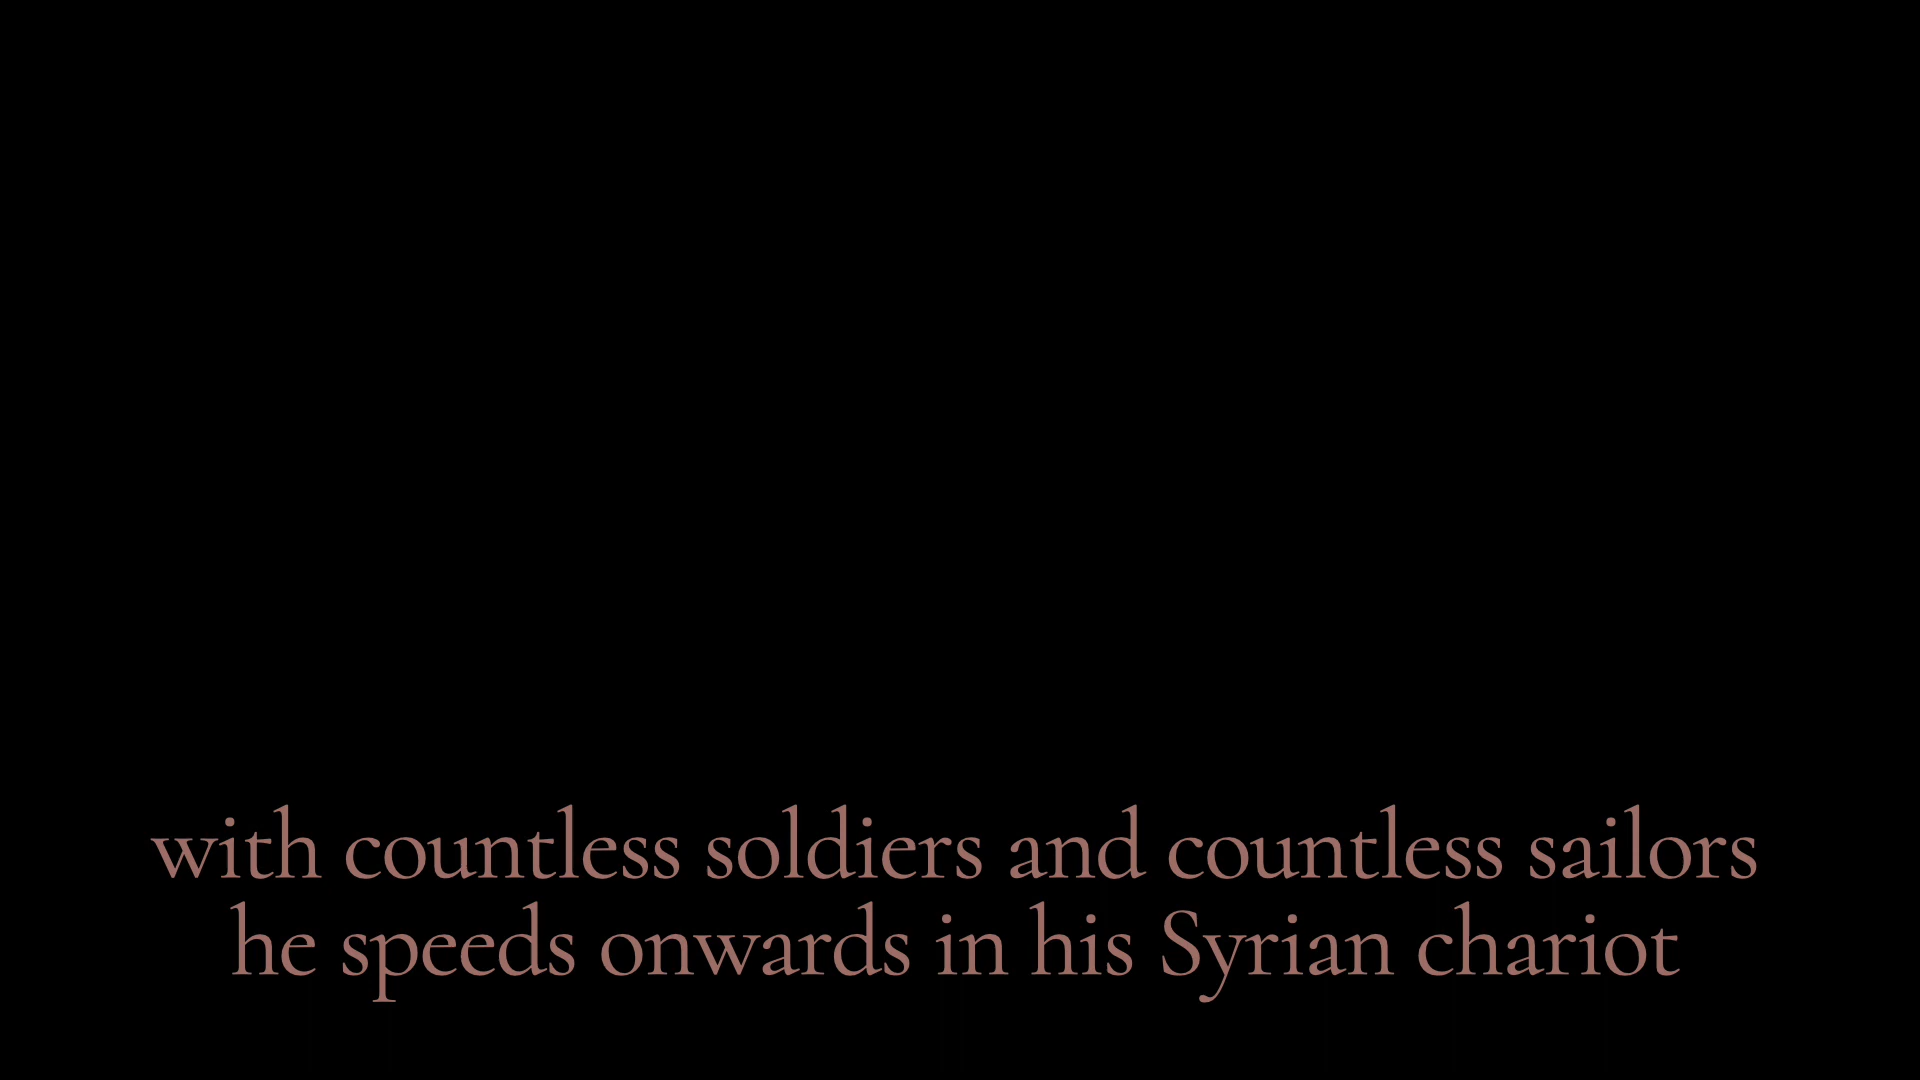 with countless soldiers and countless sailors
he speeds onwards in his Syrian chariot